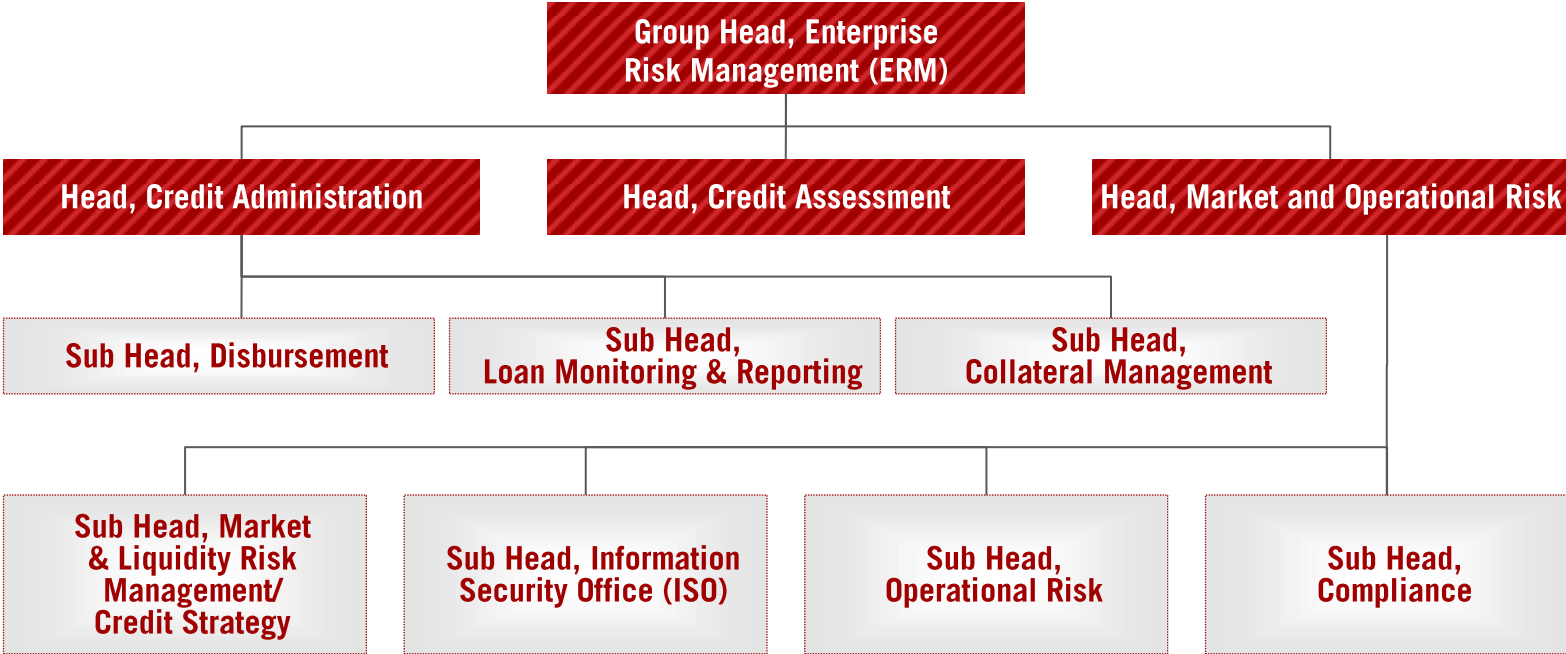 Group Head, Enterprise
Risk Management (ERM)
Head, Credit Administration
Head, Credit Assessment
Head, Market and Operational Risk
Sub Head, Disbursement
Sub Head,
Loan Monitoring & Reporting
Sub Head,
Collateral Management
Sub Head, Market
& Liquidity Risk
Management/
Credit Strategy
Sub Head, Information
Security Office (ISO)
Sub Head,
Operational Risk
Sub Head,
Compliance